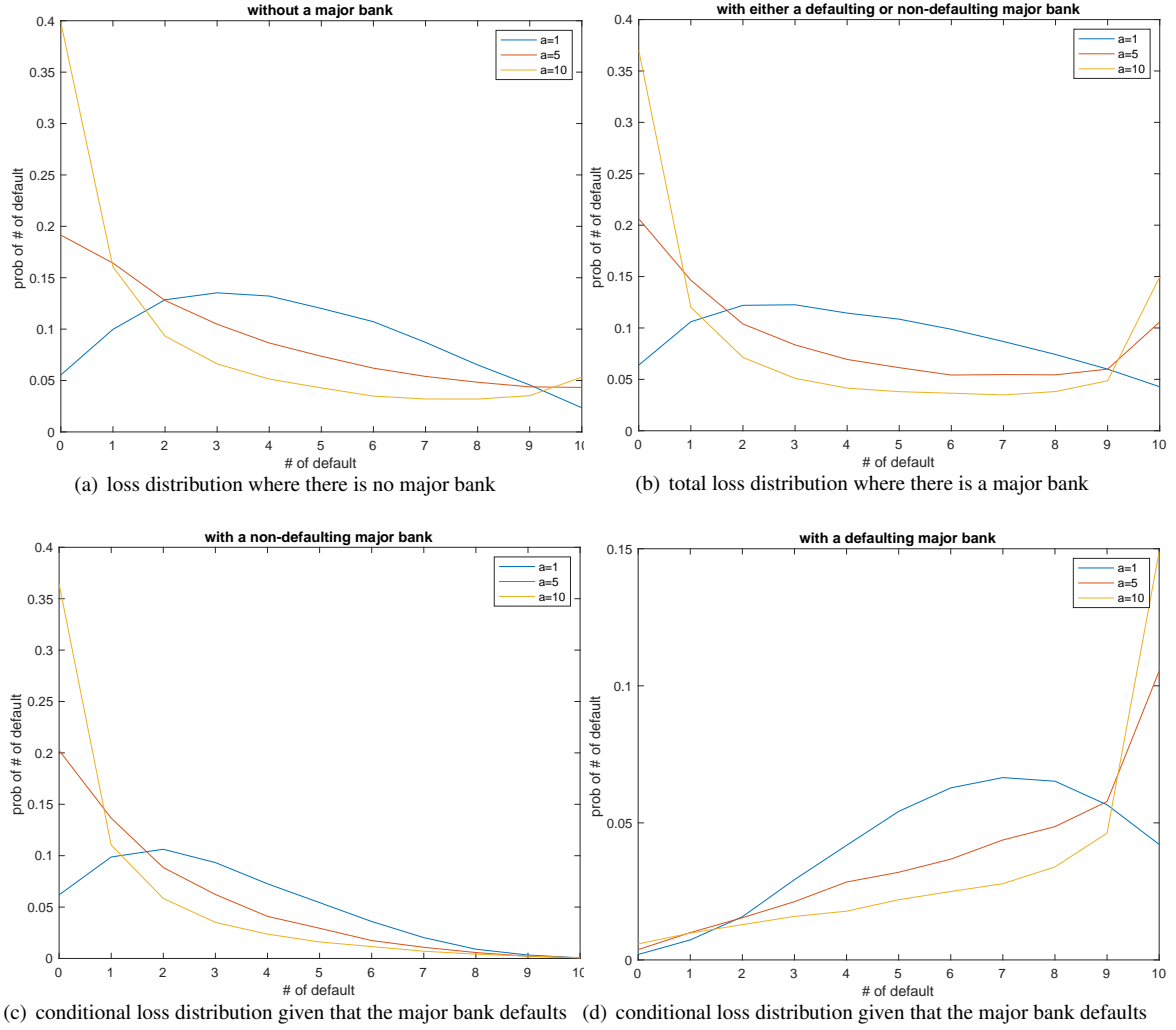 without a major bank
0.4
0.35
0.3
0.25
0.2
0.15
0.1
0.05
0
prob of # of default
a=1
a=5
a=10
0 1 2 3 4 5 6 7 8 9 10
# of default
(a) loss distribution where there is no major bank
with either a defaulting or non-defaulting major bank
0.4
0.35
0.3
0.25
0.2
0.15
0.1
0.05
0
prob of # of default
a=1
a=5
a=10
0 1 2 3 4 5 6 7 8 9 10
# of default
(b) total loss distribution where there is a major bank
with a non-defaulting major bank
0.4
0.35
0.3
0.25
0.2
0.15
0.1
0.05
0
prob of # of default
a=1
a=5
a=10
0 1 2 3 4 5 6 7 8 9 10
# of default
(c) conditional loss distribution given that the major bank defaults
with a defaulting major bank
0.15
0.1
0.05
0
prob of # of default
a=1
a=5
a=10
0 1 2 3 4 5 6 7 8 9 10
# of default
(d) conditional loss distribution given that the major bank defaults